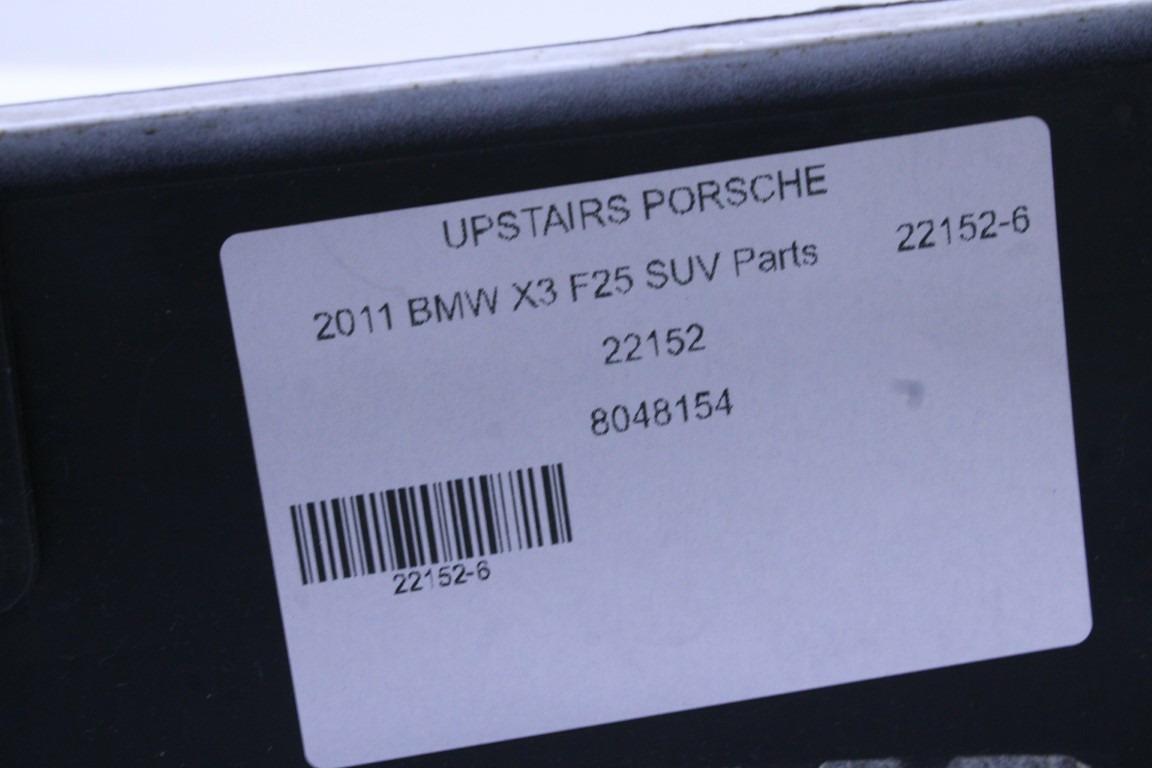 UPSTAIRS PORSCHE
2011 BMW X3 F25 SUV Parts 22152-6
22152
8048154
22152-6